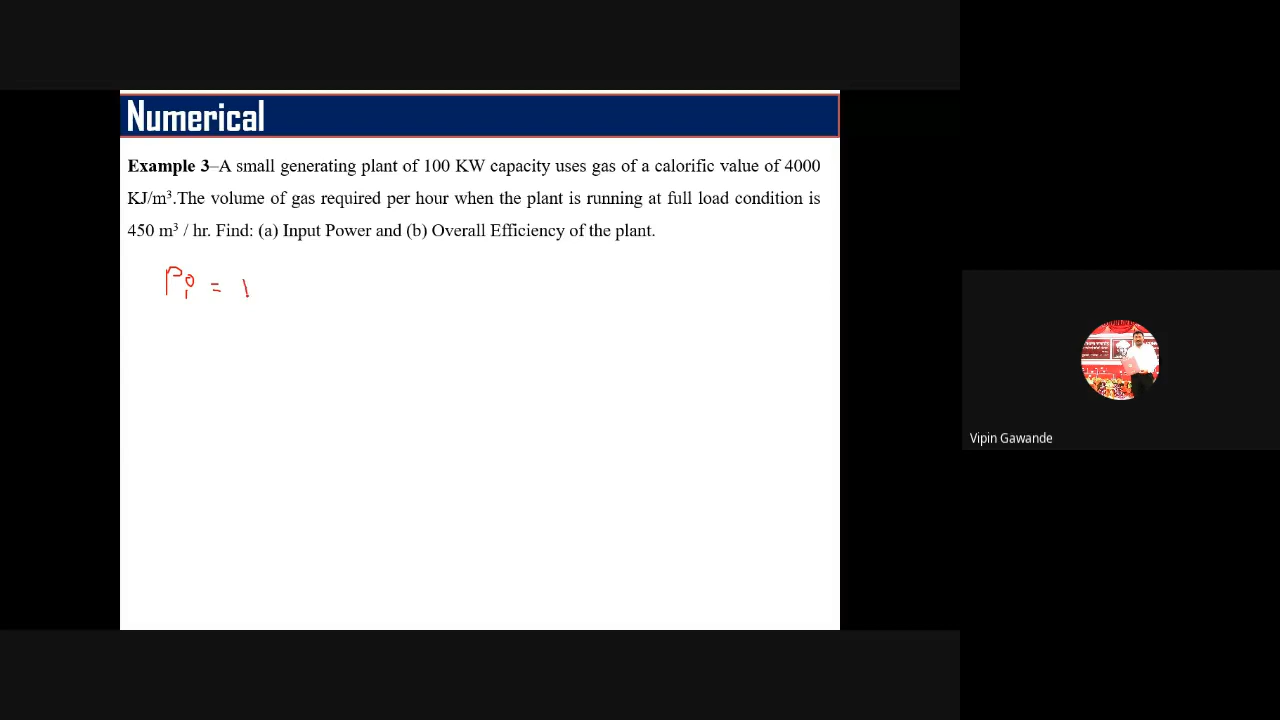 Numerical
Example 3–A small generating plant of 100 KW capacity uses gas of a calorific value of 4000
KJ/m³.The volume of gas required per hour when the plant is running at full load condition is
450 m³ / hr. Find: (a) Input Power and (b) Overall Efficiency of the plant.
Vipin Gawande